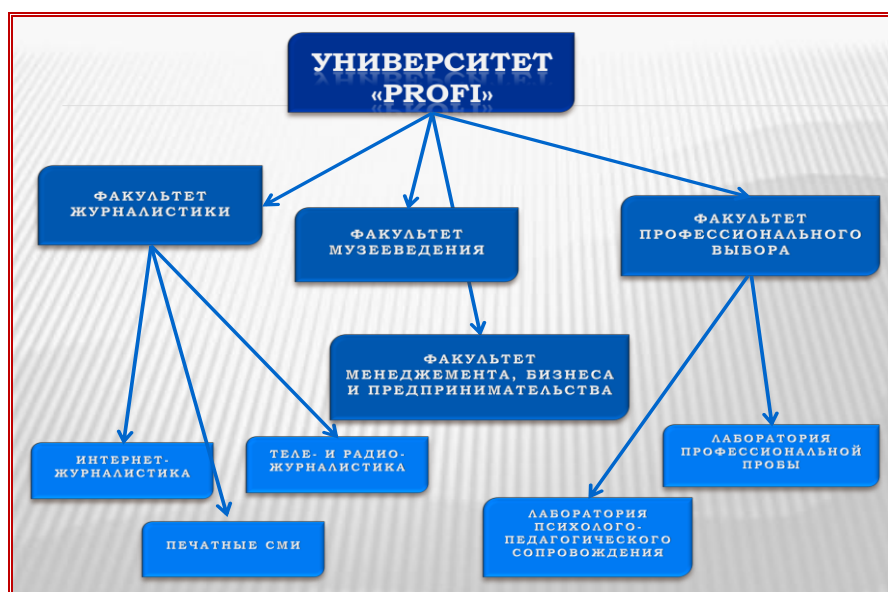 УНИВЕРСИТЕТ
«PROFI»
ФАКУЛЬТЕТ
ЖУРНАЛИСТИКИ
ФАКУЛЬТЕТ
МУЗЕЕВЕДЕНИЯ
ФАКУЛЬТЕТ
ПРОФЕССИОНАЛЬНОГО
ВЫБОРА
ФАКУЛЬТЕТ
МЕНЕДЖЕМЕНТА, БИЗНЕСА
И ПРЕДПРИНИМАТЕЛЬСТВА
ИНТЕРНЕТ-
ЖУРНАЛИСТИКА
ТЕЛЕ- И РАДИО-
ЖУРНАЛИСТИКА
ЛАБОРАТОРИЯ
ПРОФЕССИОНАЛЬНОЙ
ПРОБЫ
ПЕЧАТНЫЕ СМИ
ЛАБОРАТОРИЯ
ПСИХОЛОГО-
ПЕДАГОГИЧЕСКОГО
СОПРОВОЖДЕНИЯ